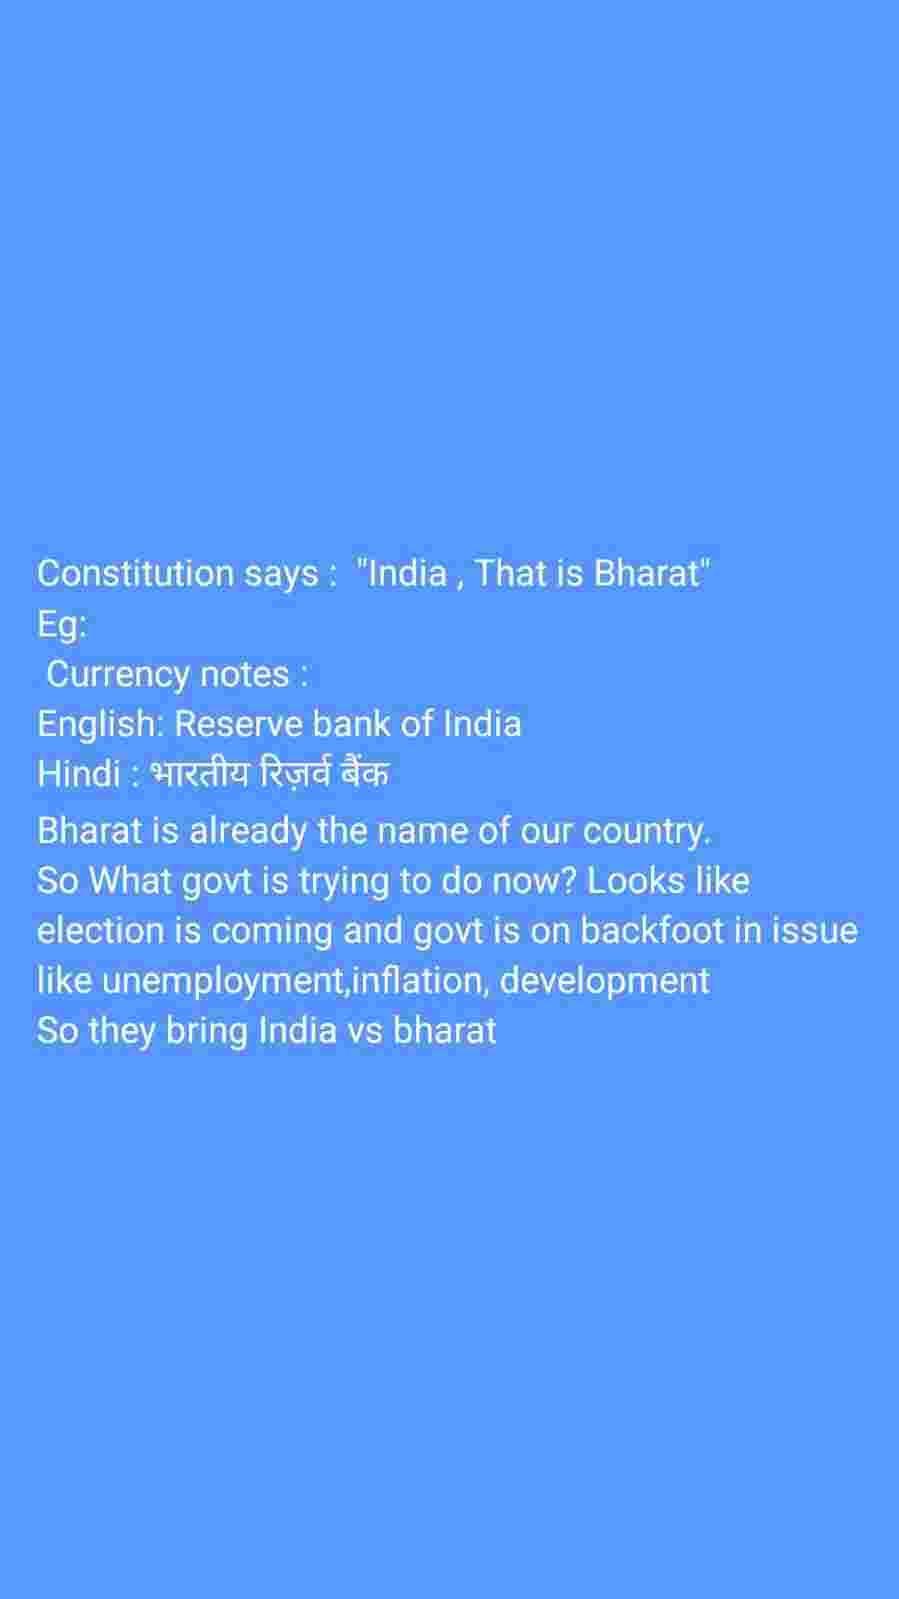 Constitution says :  "India , That is Bharat"
Eg:
Currency notes :
English: Reserve bank of India
Hindi : भारतीय रिज़र्व बैंक
Bharat is already the name of our country.
So What govt is trying to do now? Looks like
election is coming and govt is on backfoot in issue
like unemployment,inflation, development
So they bring India vs bharat